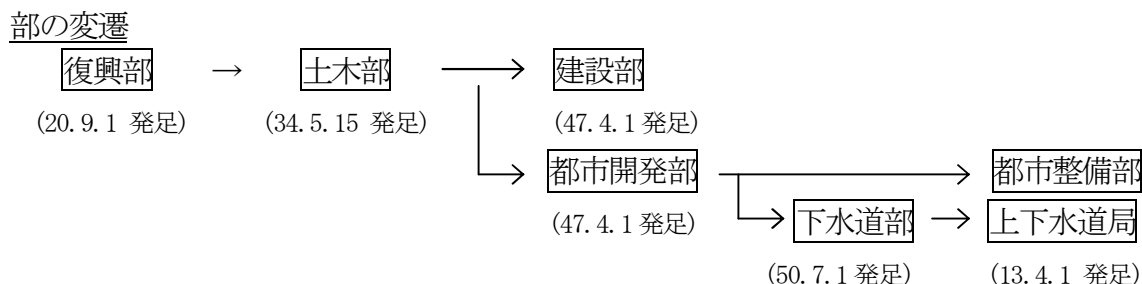 部の変遷
復興部 → 土木部 建設部
(20.9.1 発足) (34.5.15 発足) (47.4.1 発足)
都市開発部 都市整備部
(47.4.1 発足) 下水道部 上下水道局
(50.7.1 発足) (13.4.1 発足)